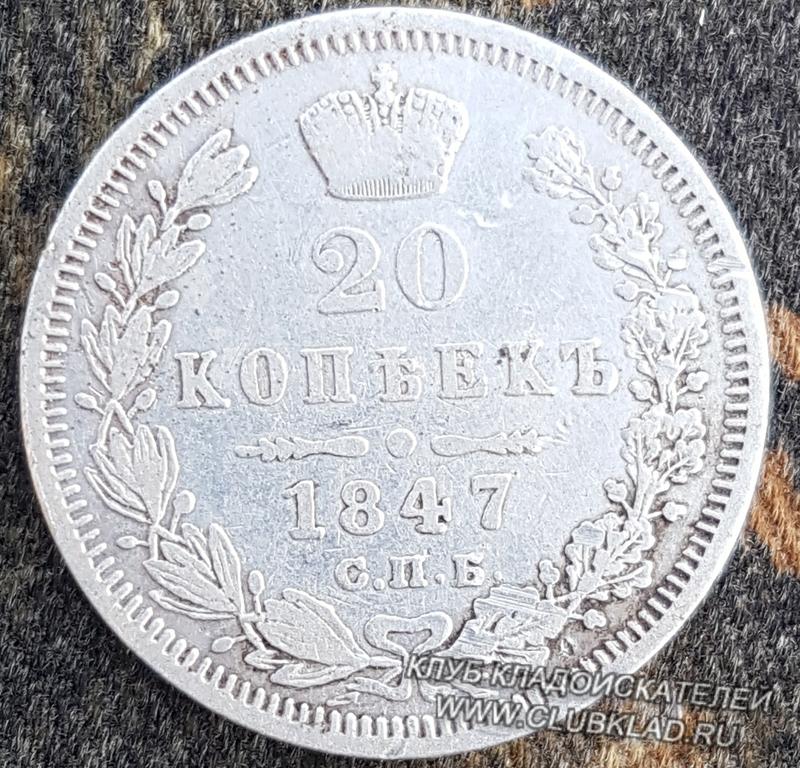 20
КОПѢЕКЪ
1847
С.П.Б.
КЛУБ КЛАДОИСКАТЕЛЕЙ
WWW.CLUBKLAD.RU